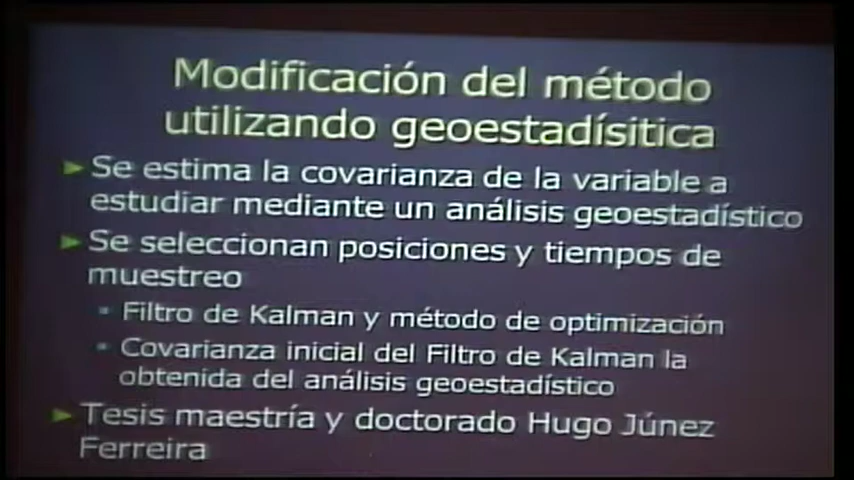 Modificación del método
utilizando geoestadísitica
Se estima la covarianza de la variable a
estudiar mediante un análisis geoestadístico
Se seleccionan posiciones y tiempos de
muestreo
Filtro de Kalman y método de optimización
Covarianza inicial del Filtro de Kalman la
obtenida del análisis geoestadístico
Tesis maestría y doctorado Hugo Júnez
Ferreira